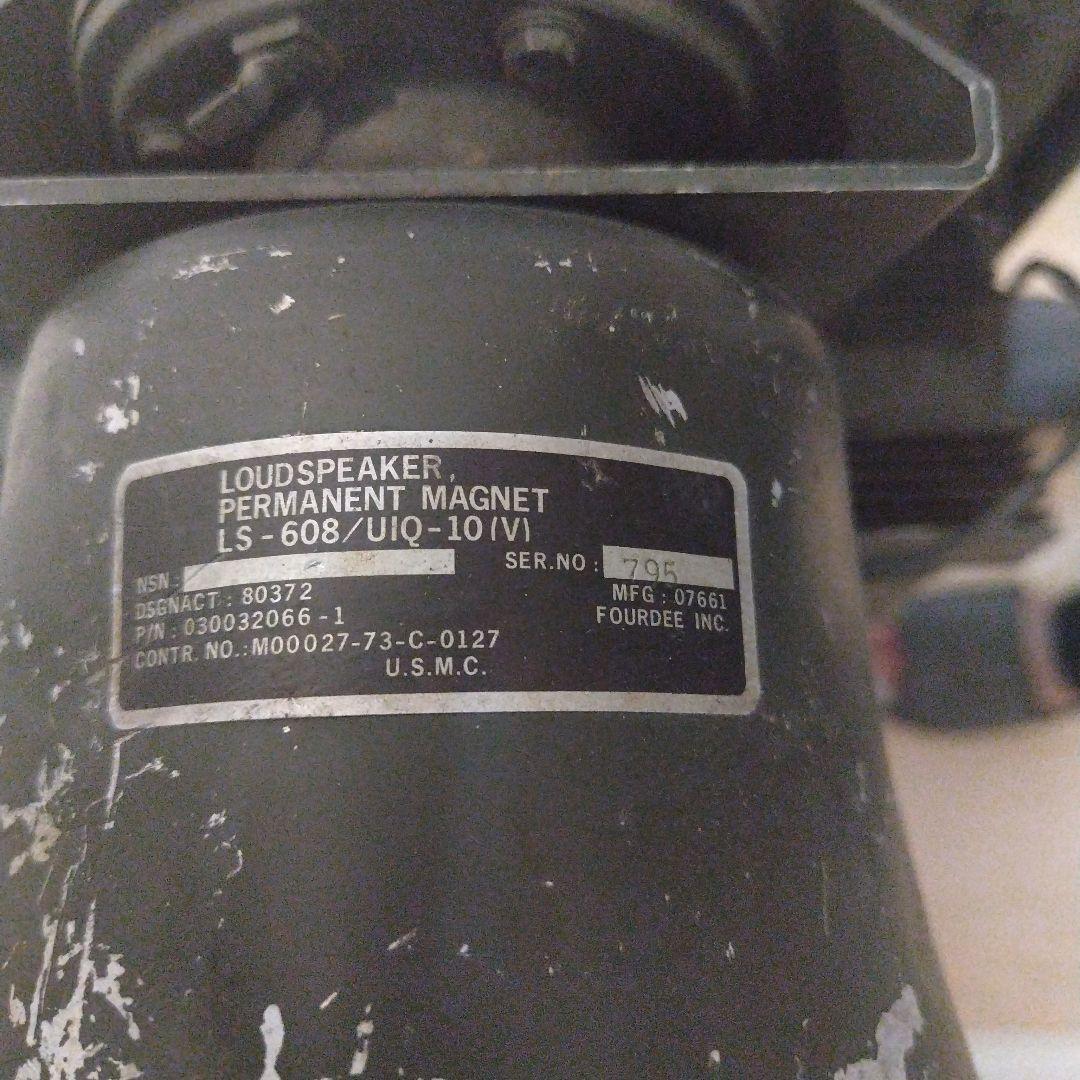 LOUDSPEAKER,
PERMANENT MAGNET
LS-608/UIQ-10(V)
NSN: SER.NO: 795
DSGNACT: 80372 MFG: 07661
P/N: 030032066-1 FOURDEE INC.
CONTR. NO.: M00027-73-C-0127
U.S.M.C.